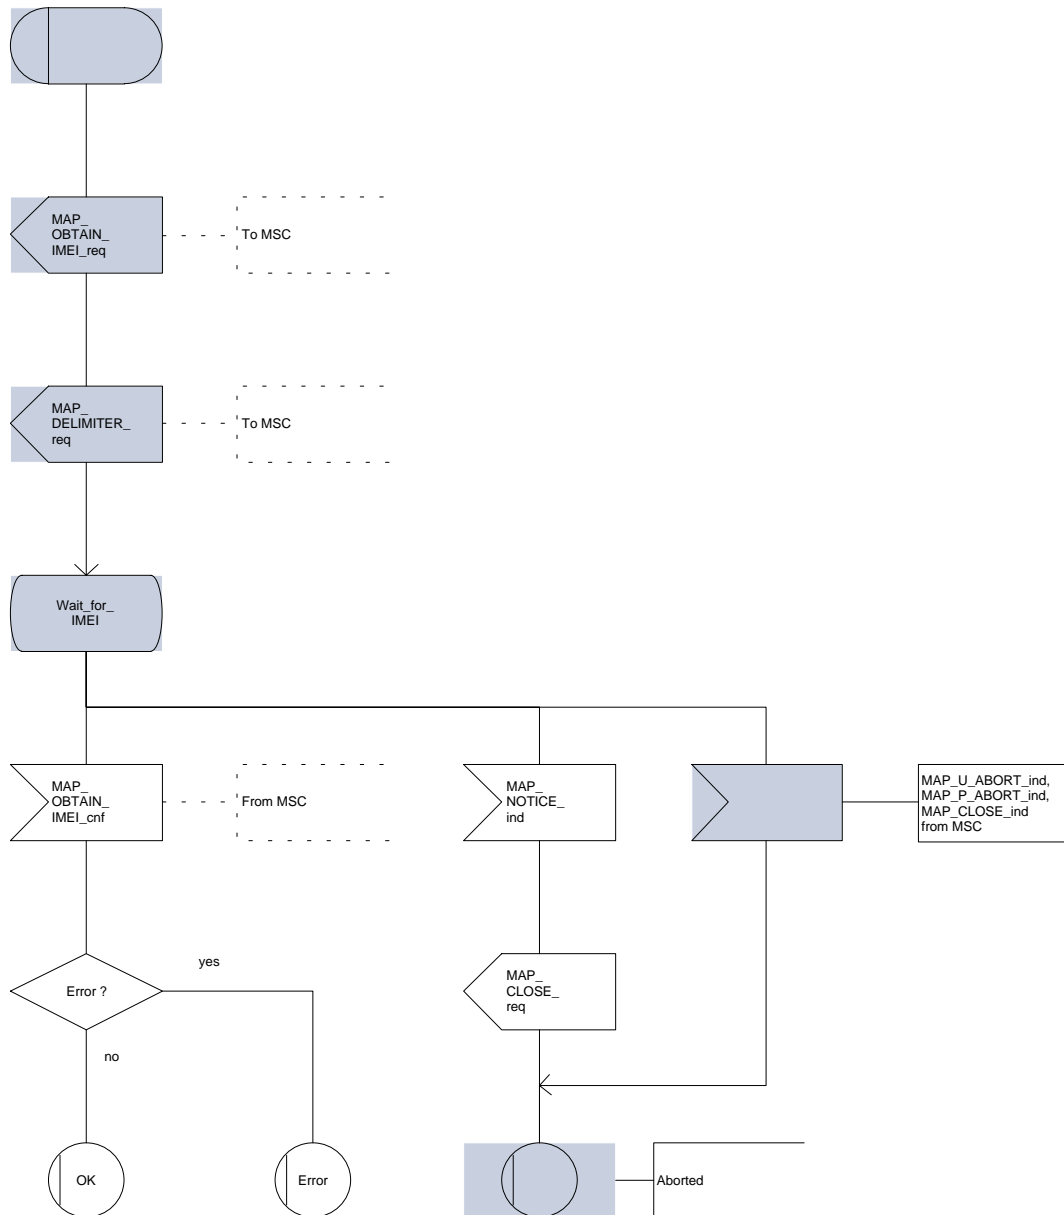 MAP_
OBTAIN_
IMEI_req
To MSC
MAP_
DELIMITER_
req
To MSC
Wait_for_
IMEI
MAP_
OBTAIN_
IMEI_cnf
From MSC
MAP_
NOTICE_
ind
MAP_U_ABORT_ind,
MAP_P_ABORT_ind,
MAP_CLOSE_ind
from MSC
Error ?
yes
no
MAP_
CLOSE_
req
OK
Error
Aborted